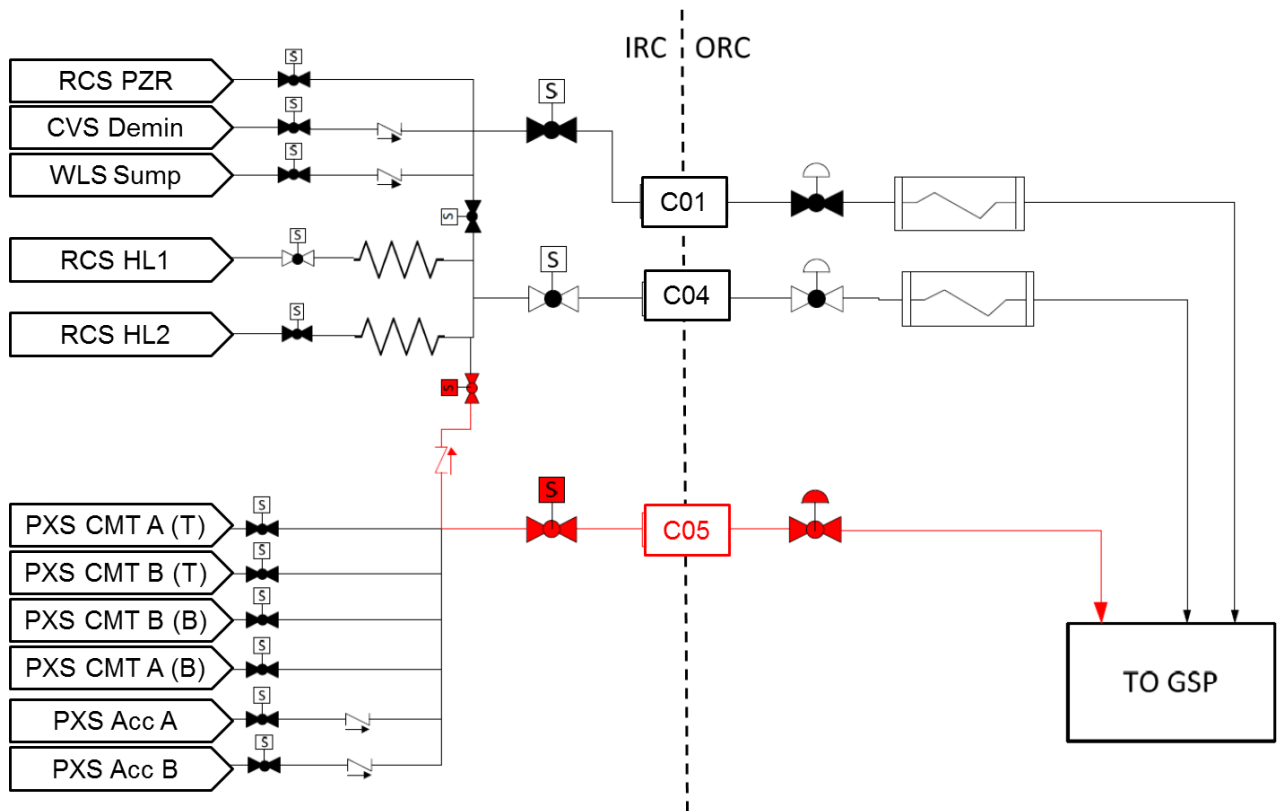 IRC
ORC
S
RCS PZR
S
CVS Demin
S
S
WLS Sump
C01
S
S
RCS HL1
S
C04
S
RCS HL2
S
S
S
PXS CMT A (T)
C05
S
PXS CMT B (T)
S
PXS CMT B (B)
S
PXS CMT A (B)
S
TO GSP
PXS Acc A
S
PXS Acc B